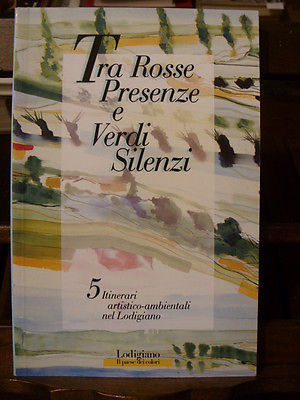 Tra Rosse
Presenze
e
Verdi
Silenzi
5 Itinerari
artistico-ambientali
nel Lodigiano
Lodigiano
Il paese dei colori